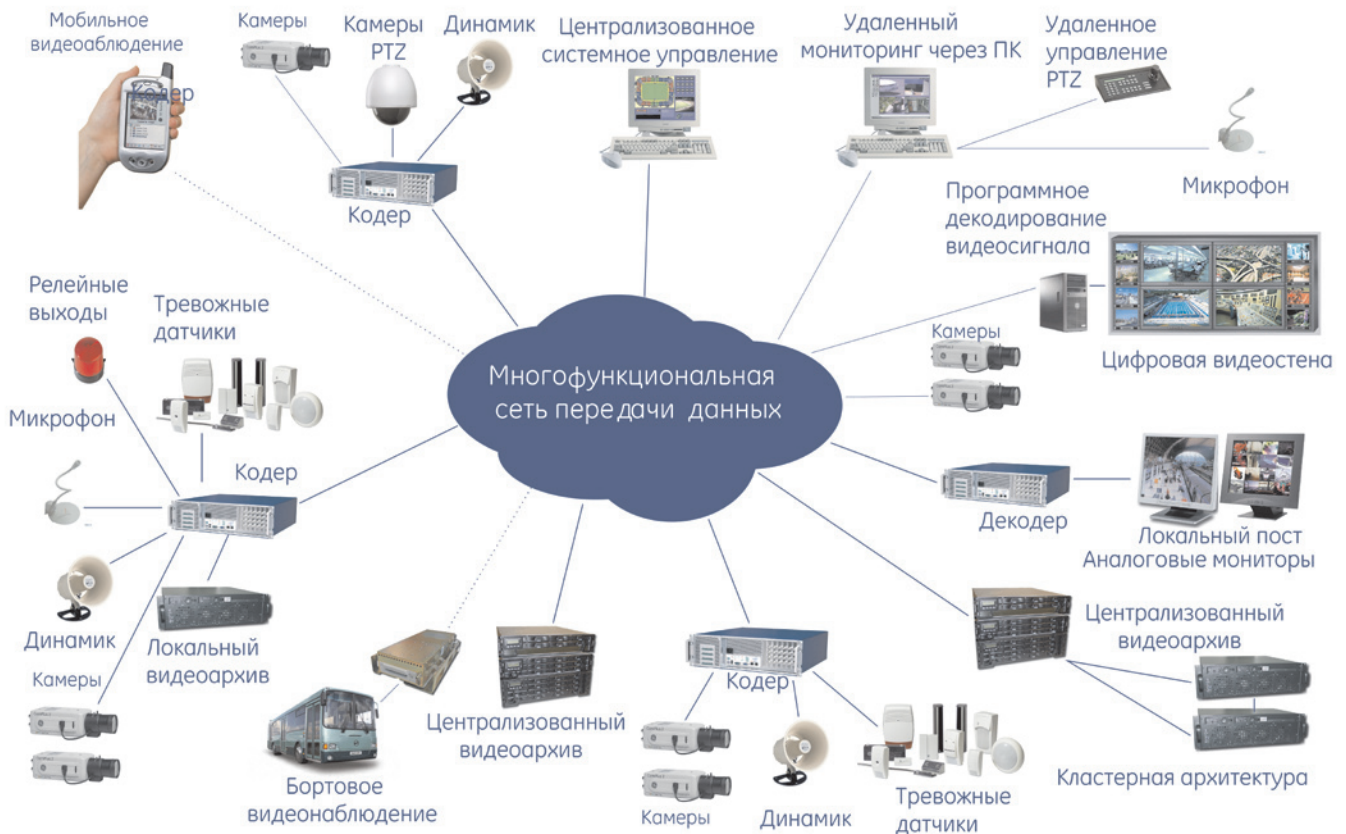 Мобильное
видеоаблюдение
Кодер
Камеры
Камеры
PTZ
Динамик
Централизованное
системное управление
Удаленный
мониторинг через ПК
Удаленное
управление
PTZ
Кодер
Микрофон
Программное
декодирование
видеосигнала
Релейные
выходы
Тревожные
датчики
Камеры
Цифровая видеостена
Многофункциональная
сеть передачи данных
Микрофон
Кодер
Декодер
Локальный пост
Аналоговые мониторы
Динамик
Локальный
видеоархив
Централизованный
видеоархив
Камеры
Кодер
Централизованный
видеоархив
Бортовое
видеонаблюдение
Кластерная архитектура
Камеры
Динамик
Тревожные
датчики